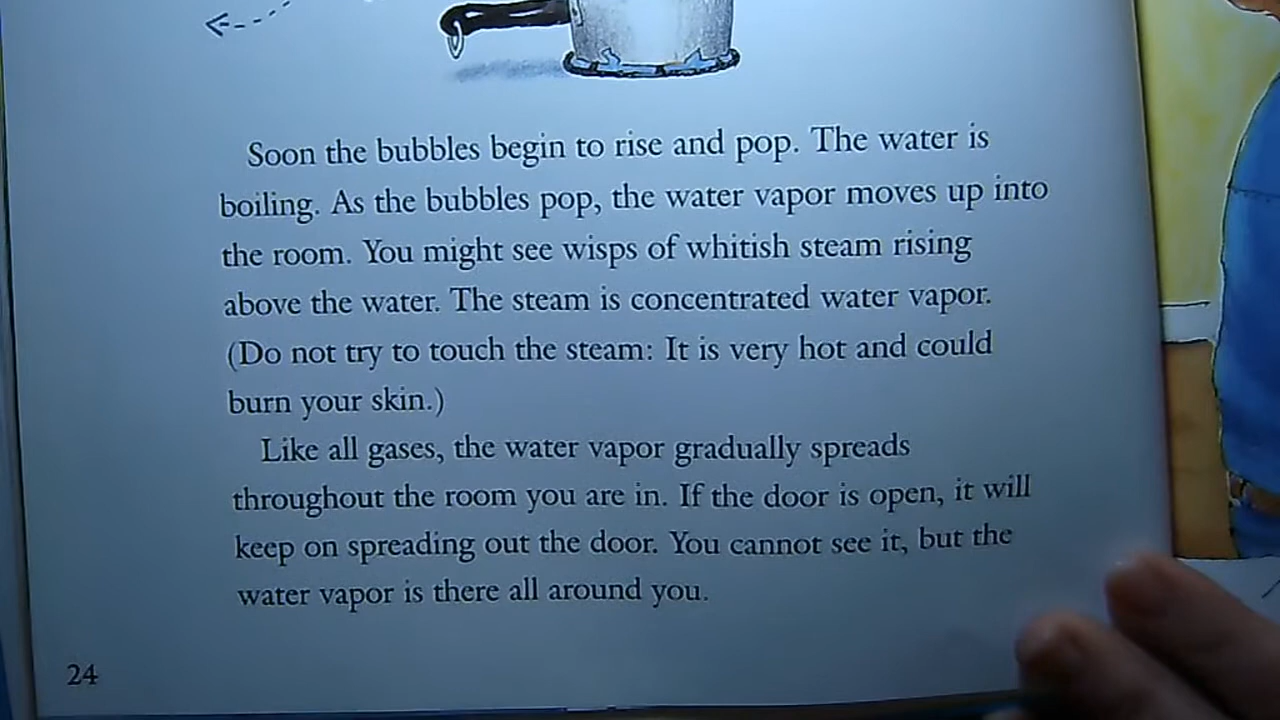 Soon the bubbles begin to rise and pop. The water is
boiling. As the bubbles pop, the water vapor moves up into
the room. You might see wisps of whitish steam rising
above the water. The steam is concentrated water vapor.
(Do not try to touch the steam: It is very hot and could
burn your skin.)
Like all gases, the water vapor gradually spreads
throughout the room you are in. If the door is open, it will
keep on spreading out the door. You cannot see it, but the
water vapor is there all around you.
24